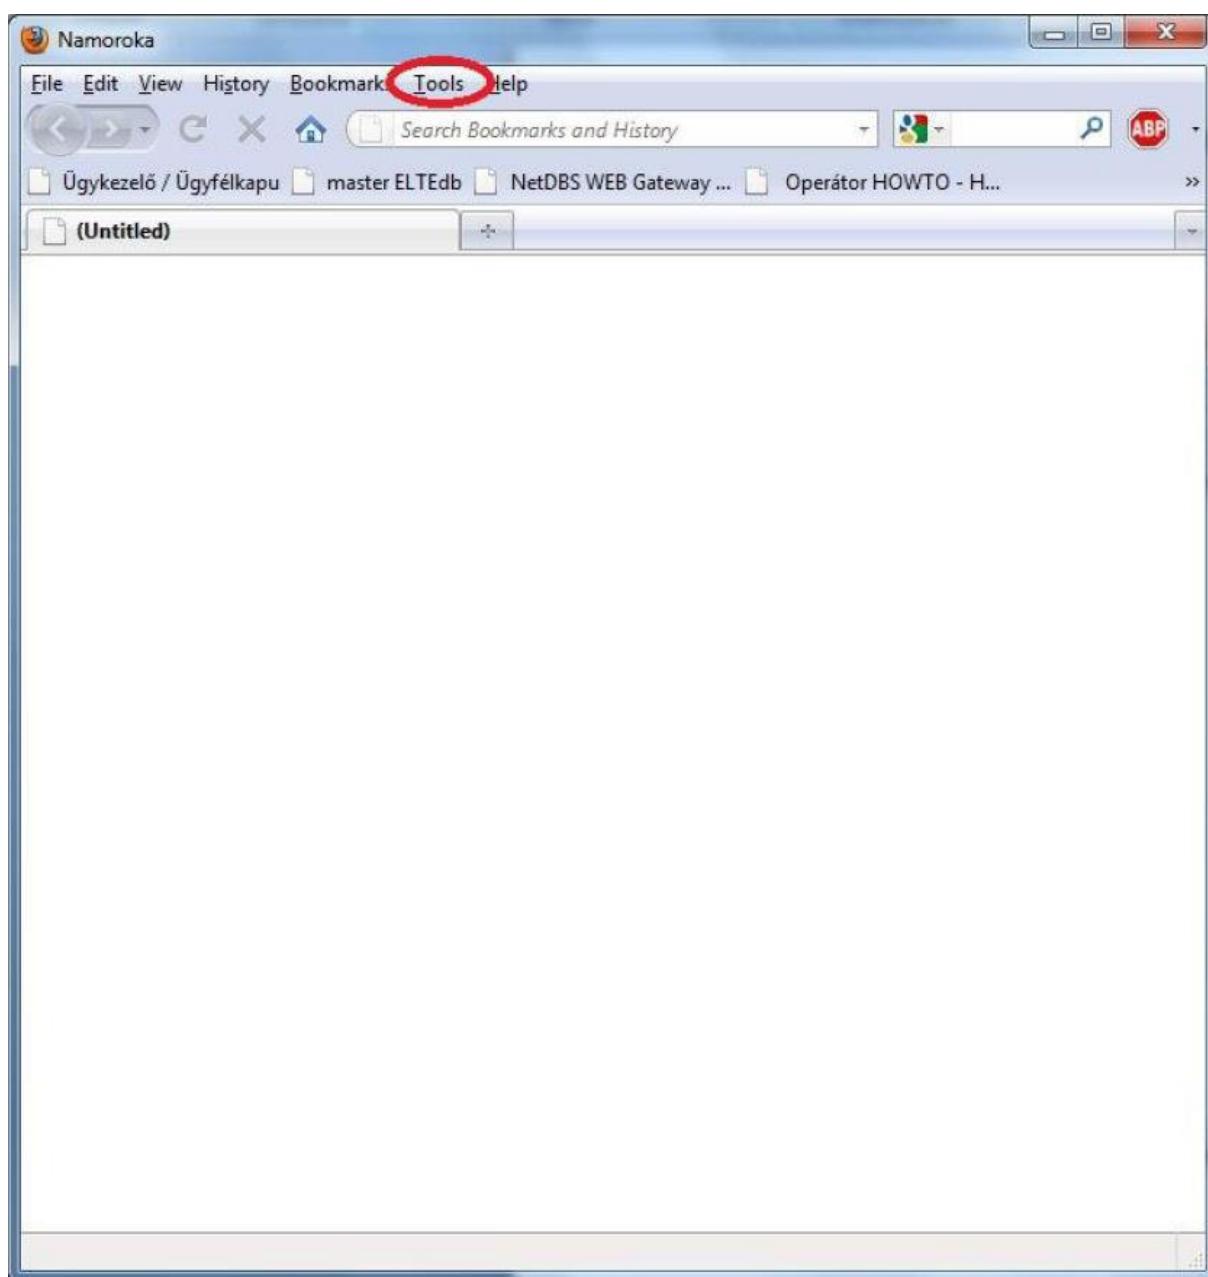 Namoroka
File Edit View History Bookmark Tools Help
Search Bookmarks and History ABP
Ügykezelő / Ügyfélkapu master ELTEdb NetDBS WEB Gateway ... Operátor HOWTO - H... »
(Untitled)